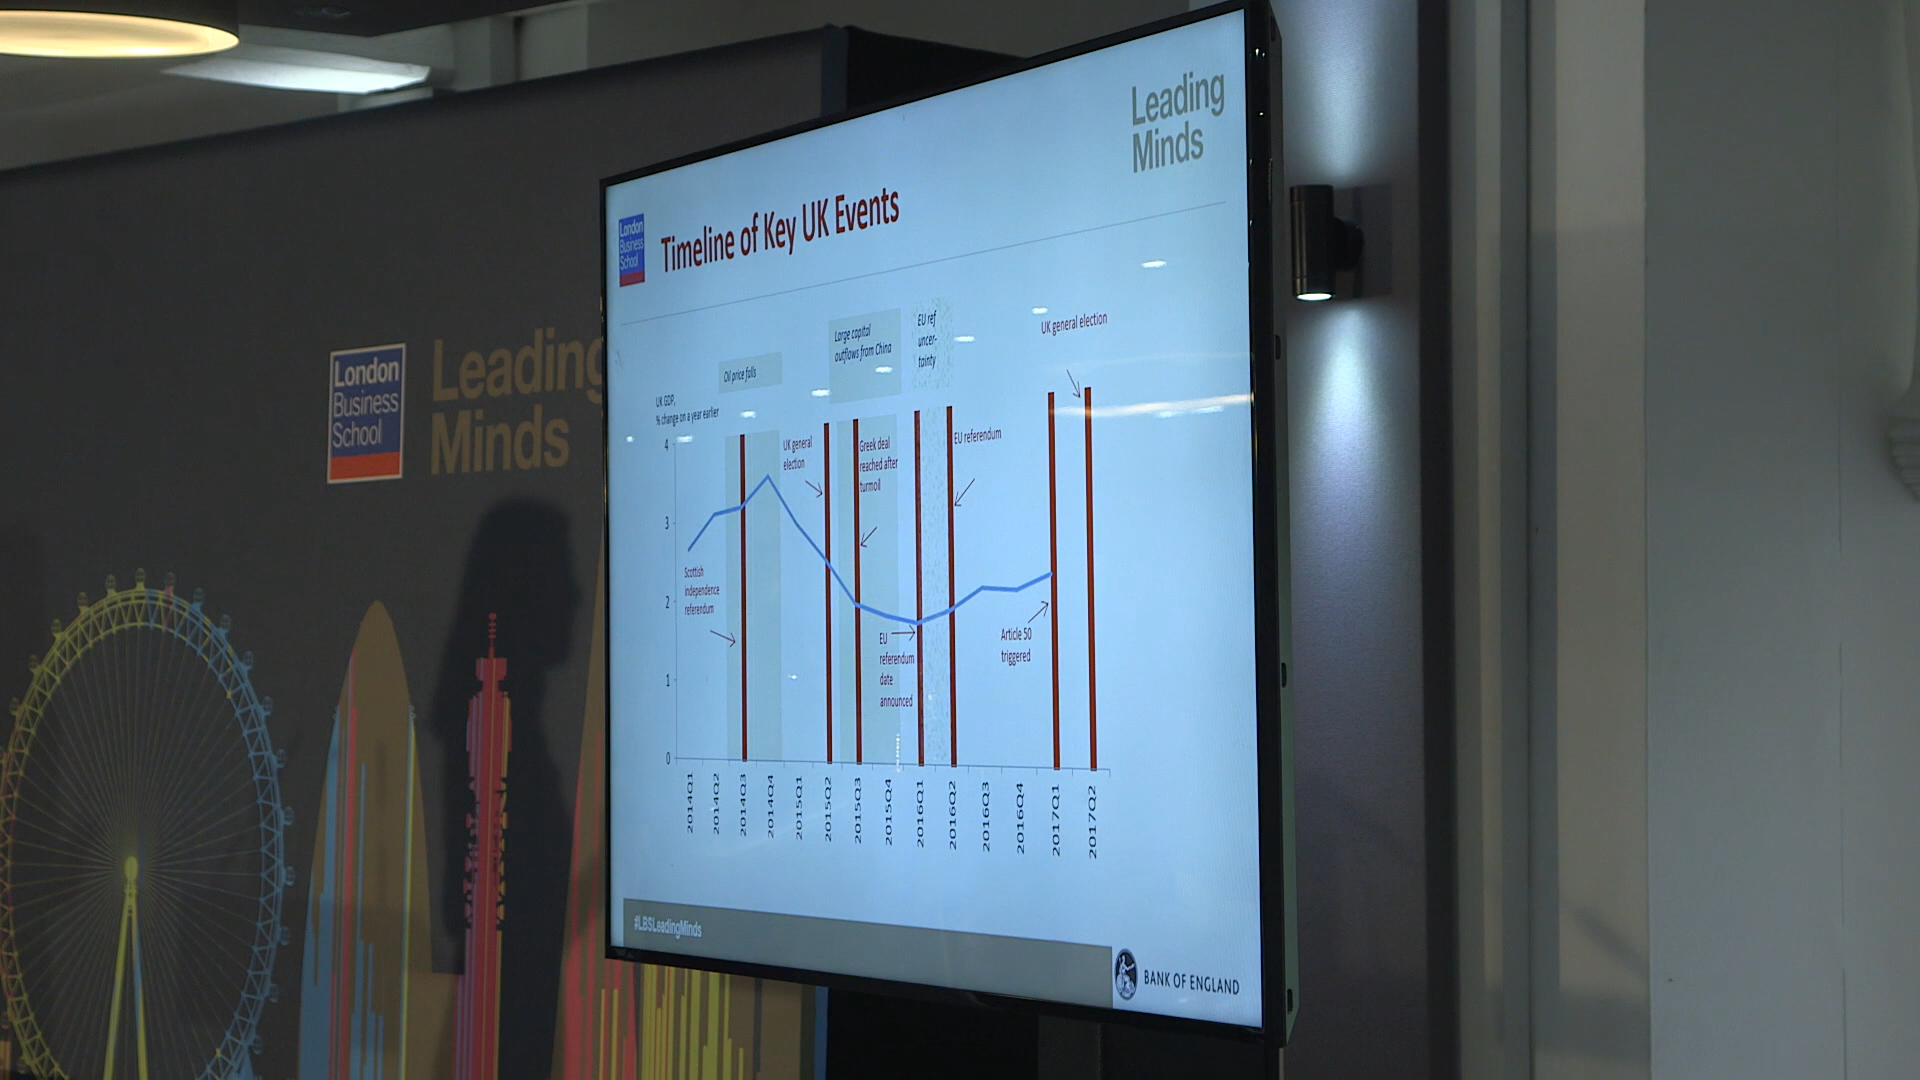 London
Business
School
Leading
Minds
Leading
Minds
London
Business
School
Timeline of Key UK Events
Oil price falls
Large capital
outflows from China
EU ref
uncer-
tainty
UK general election
UK GDP,
% change on a year earlier
4
3
2
1
0
UK general
election
Greek deal
reached after
turmoil
EU referendum
Scottish
independence
referendum
EU
referendum
date
announced
Article 50
triggered
2014Q1
2014Q2
2014Q3
2014Q4
2015Q1
2015Q2
2015Q3
2015Q4
2016Q1
2016Q2
2016Q3
2016Q4
2017Q1
2017Q2
#LBSLeadingMinds
BANK OF ENGLAND